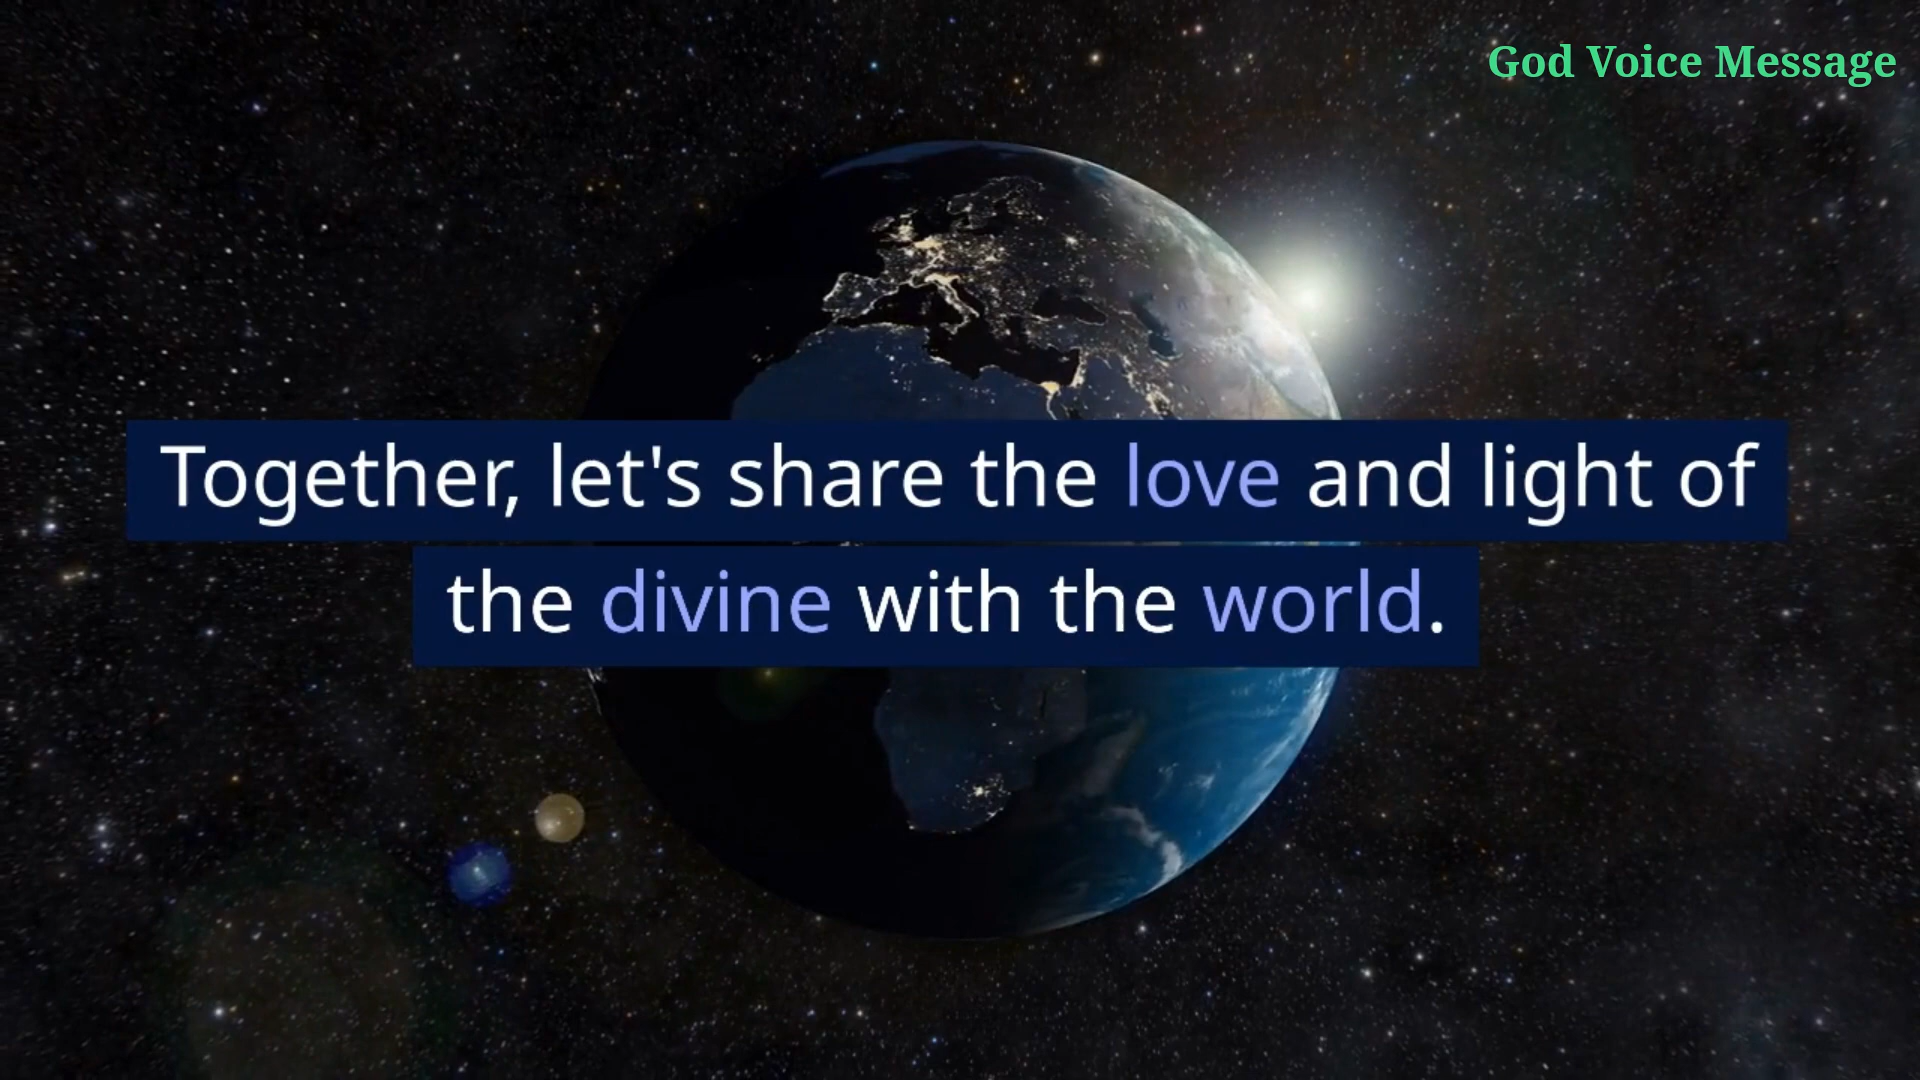 God Voice Message
Together, let's share the love and light of
the divine with the world.